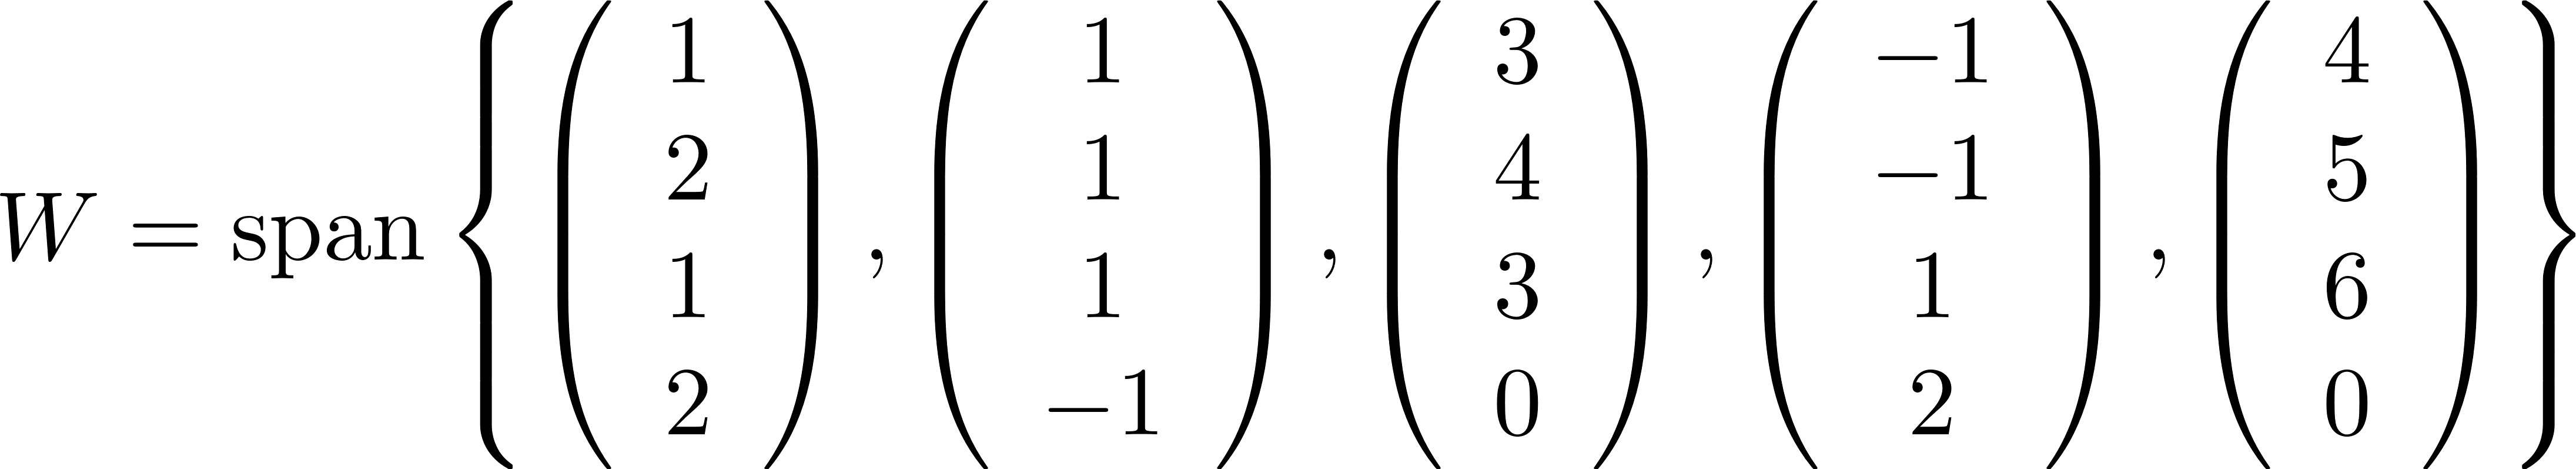 W = span { ( 1 2 1 2 ) , ( 1 1 1 −1 ) , ( 3 4 3 0 ) , ( −1 −1 1 2 ) , ( 4 5 6 0 ) }